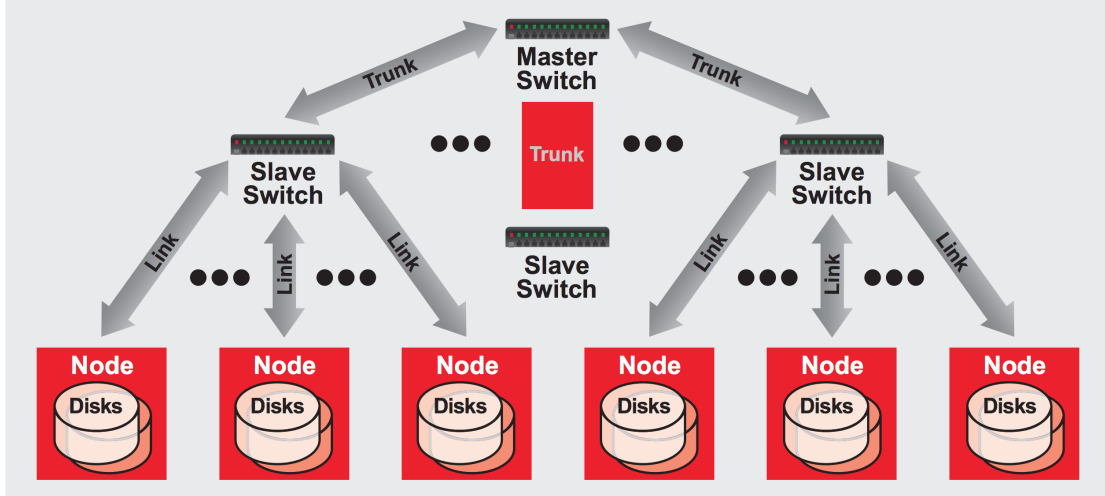 Master
Switch
Trunk
Trunk
Trunk
Slave
Switch
Slave
Switch
Slave
Switch
Link
Link
Link
Link
Link
Link
Node
Node
Node
Node
Node
Node
Disks
Disks
Disks
Disks
Disks
Disks